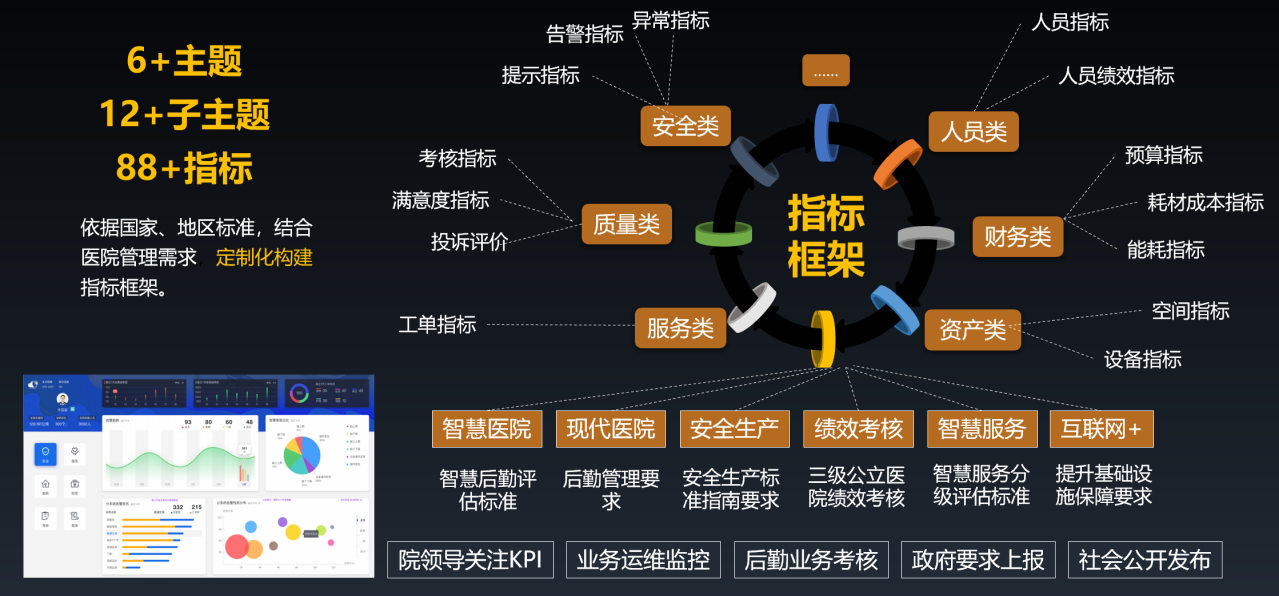 6+主题
12+子主题
88+指标
依据国家、地区标准，结合
医院管理需求，定制化构建
指标框架。
异常指标
告警指标
提示指标
安全类
......
人员指标
人员绩效指标
人员类
考核指标
满意度指标
投诉评价
质量类
指标
框架
预算指标
耗材成本指标
能耗指标
财务类
工单指标
服务类
资产类
空间指标
设备指标
智慧医院
现代医院
安全生产
绩效考核
智慧服务
互联网+
智慧后勤评
估标准
后勤管理要
求
安全生产标
准指南要求
三级公立医
院绩效考核
智慧服务分
级评估标准
提升基础设
施保障要求
院领导关注KPI
业务运维监控
后勤业务考核
政府要求上报
社会公开发布
93
80
60
48
332
215